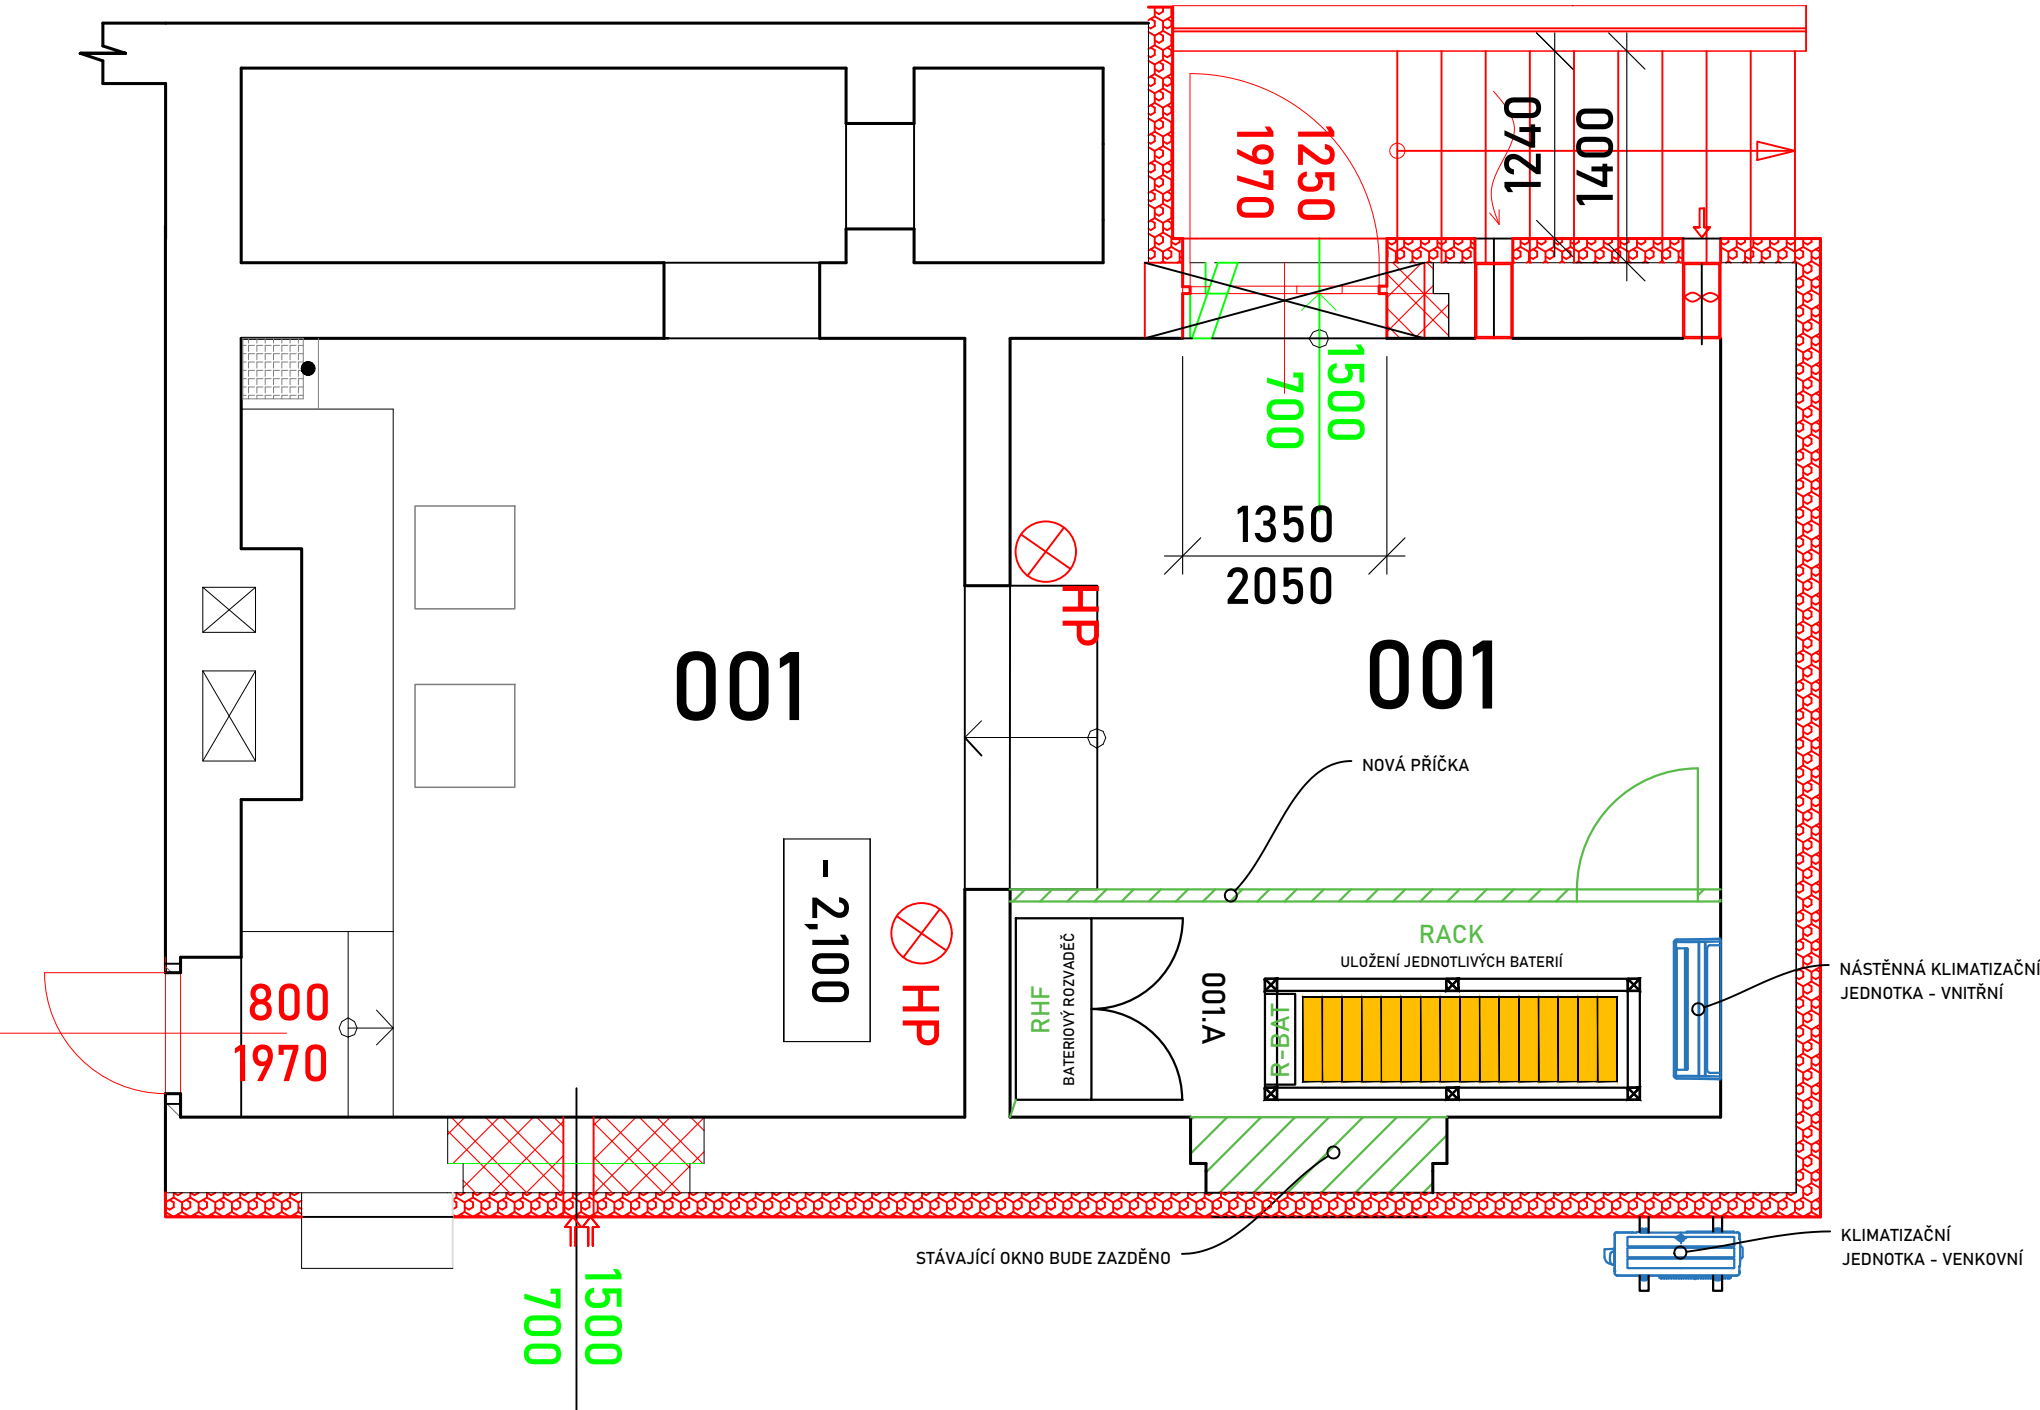 1250
1970
1240
1400
1500
700
1350
2050
HP
001
001
NOVÁ PŘÍČKA
- 2,100
HP
RHF
BATERIOVÝ ROZVADĚČ
001.A
RACK
ULOŽENÍ JEDNOTLIVÝCH BATERIÍ
R-BAT
NÁSTĚNNÁ KLIMATIZAČNÍ
JEDNOTKA - VNITŘNÍ
800
1970
STÁVAJÍCÍ OKNO BUDE ZAZDĚNO
KLIMATIZAČNÍ
JEDNOTKA - VENKOVNÍ
1500
700